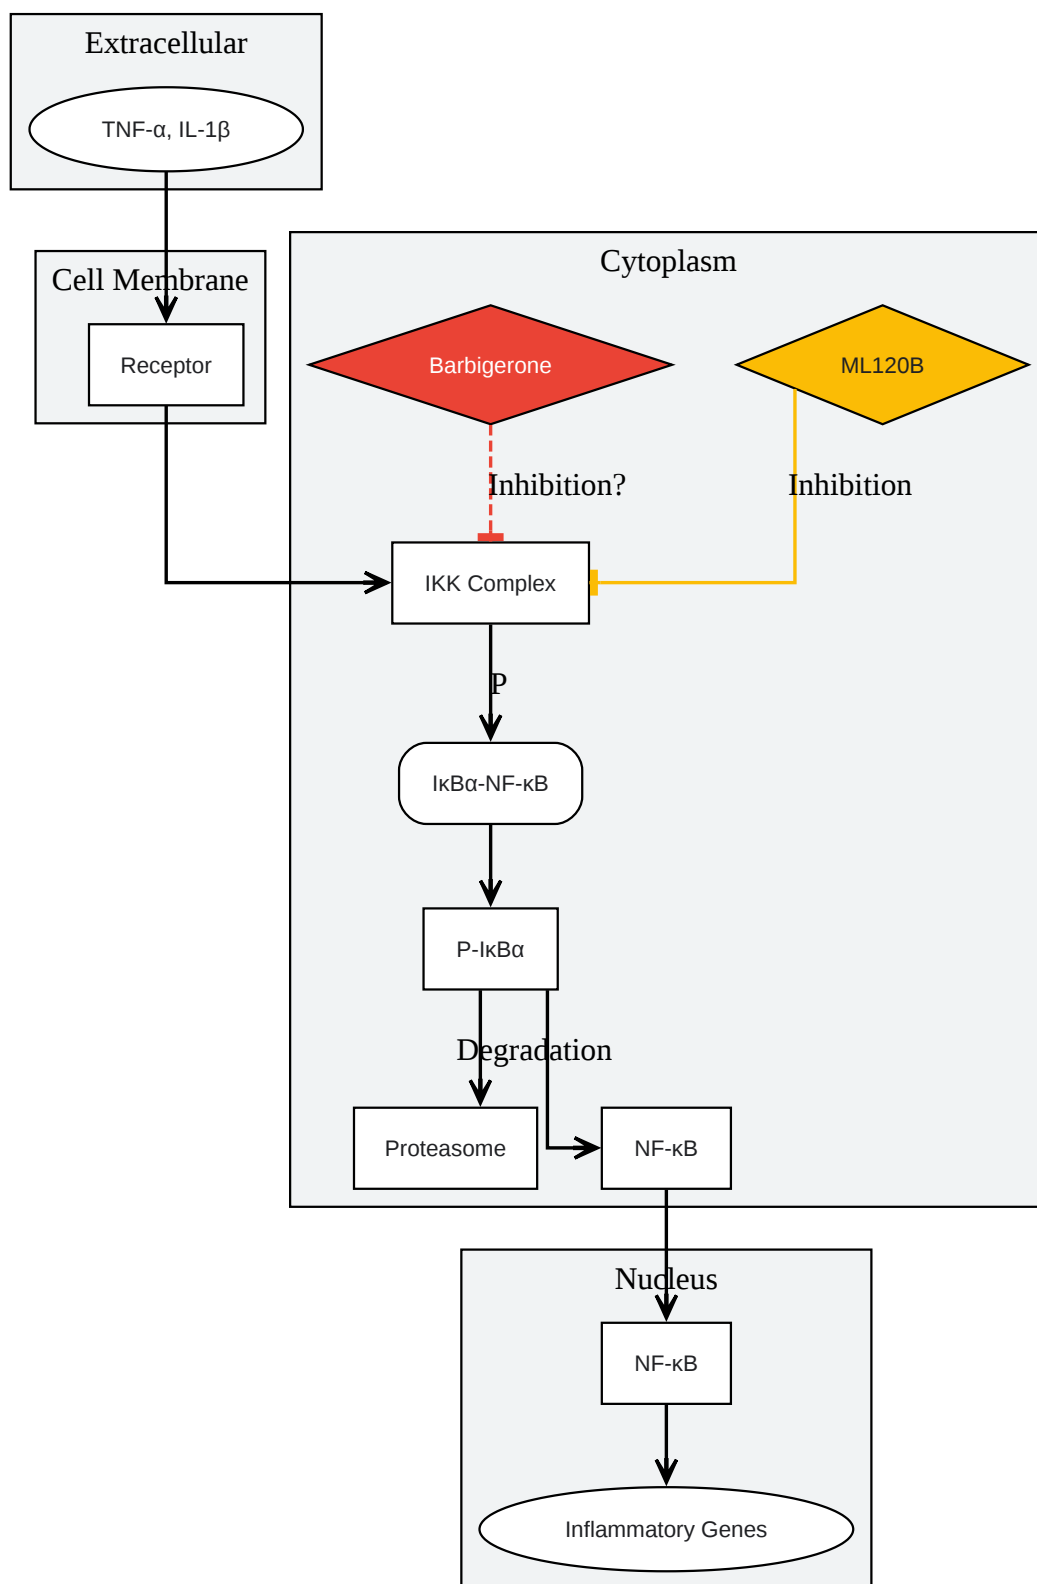 Extracellular
TNF-α, IL-1β
Cell Membrane
Receptor
Cytoplasm
Barbigerone
ML120B
Inhibition?
Inhibition
IKK Complex
P
IκBα-NF-κB
P-IκBα
Degradation
Proteasome
NF-κB
Nucleus
NF-κB
Inflammatory Genes